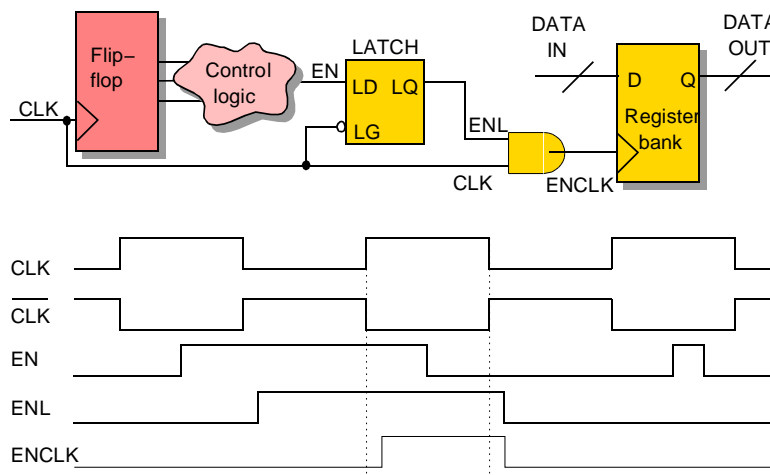 DATA
IN
DATA
OUT
Flip–
flop
Control
logic
LATCH
EN
LD LQ
LG
CLK
ENL
D Q
Register
bank
CLK
ENCLK
CLK
CLK
EN
ENL
ENCLK